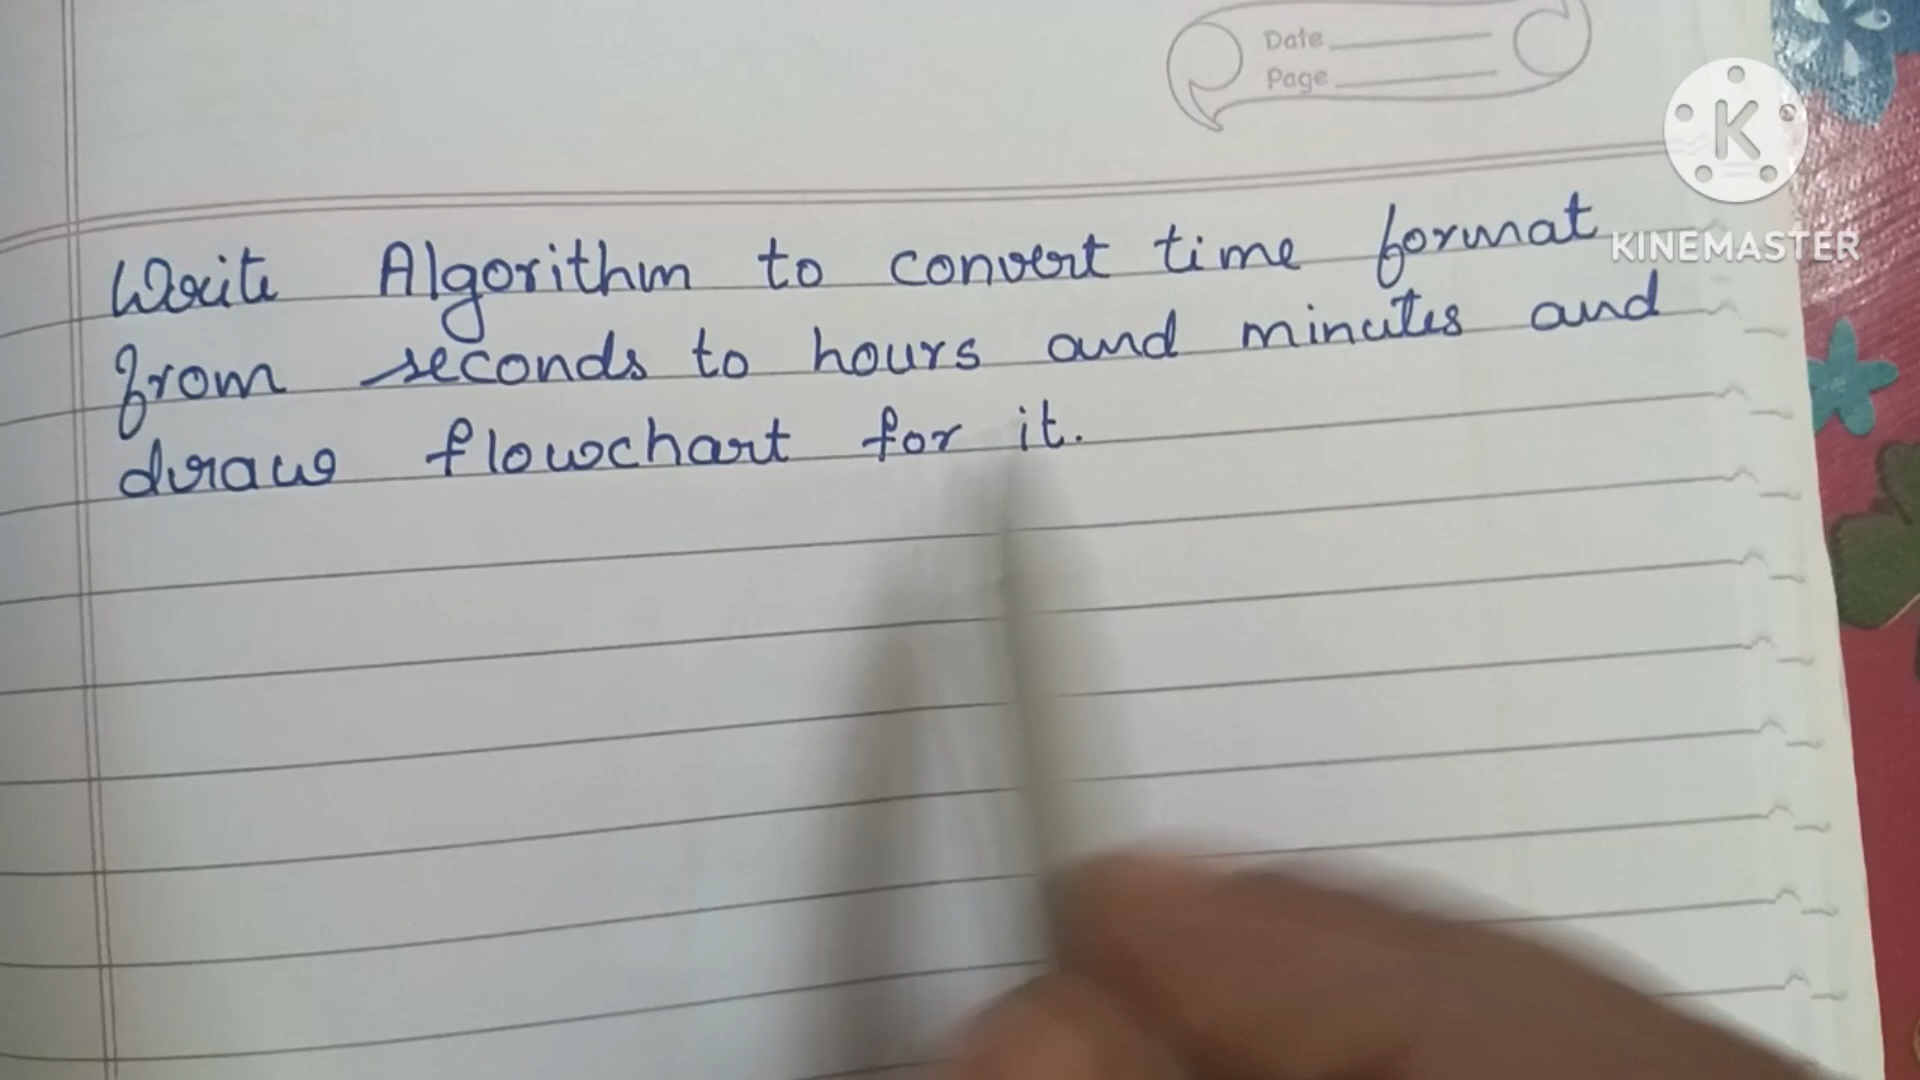 Date
Page
K
KINEMASTER
Write Algorithm to convert time format
from seconds to hours and minutes and
draw flowchart for it.